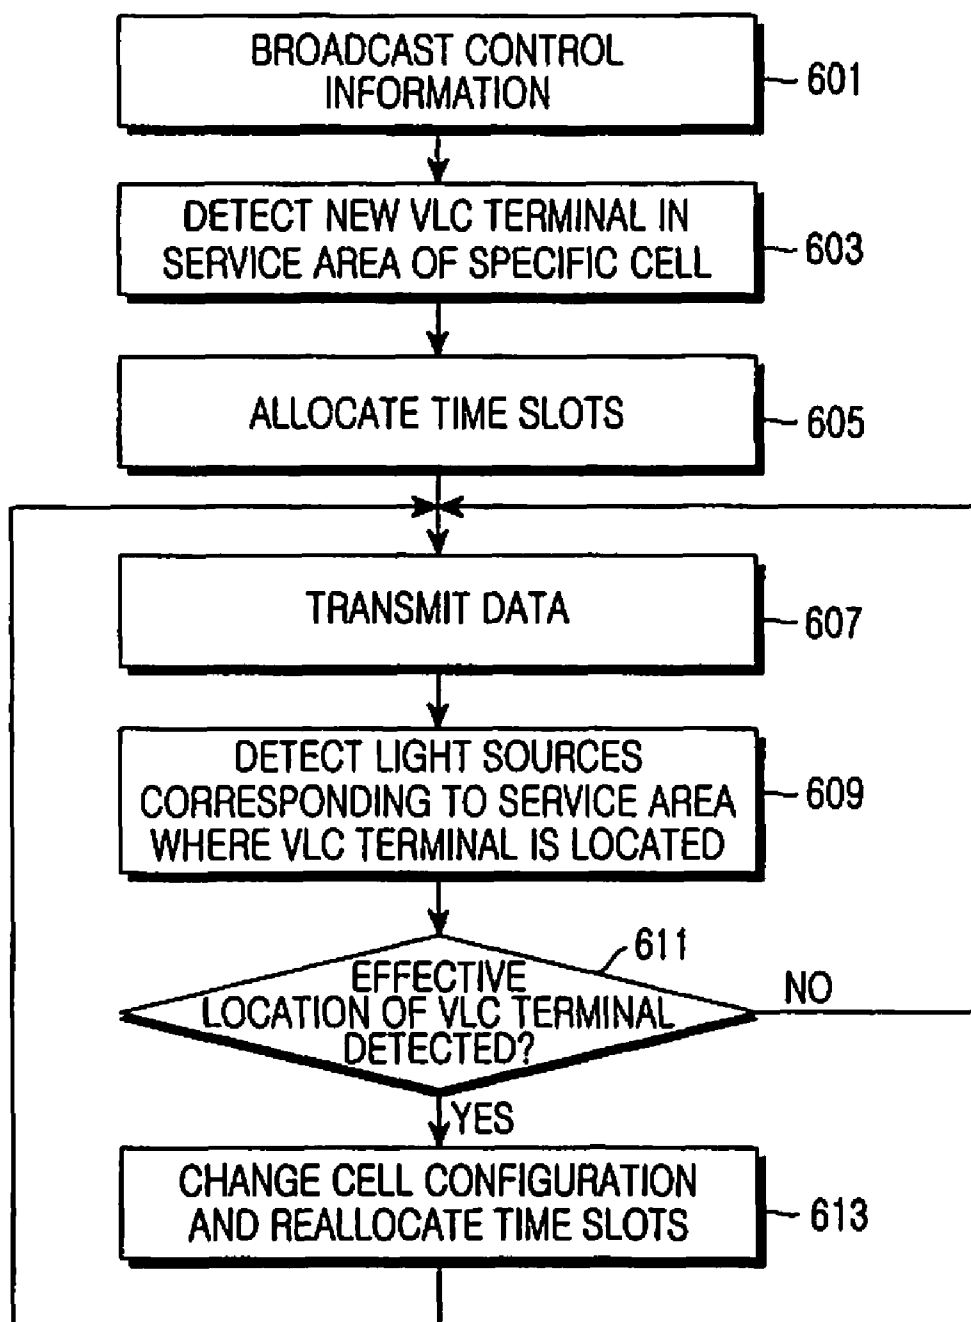 BROADCAST CONTROL
INFORMATION
601
DETECT NEW VLC TERMINAL IN
SERVICE AREA OF SPECIFIC CELL
603
ALLOCATE TIME SLOTS
605
TRANSMIT DATA
607
DETECT LIGHT SOURCES
CORRESPONDING TO SERVICE AREA
WHERE VLC TERMINAL IS LOCATED
609
611
EFFECTIVE
LOCATION OF VLC TERMINAL
DETECTED?
NO
YES
CHANGE CELL CONFIGURATION
AND REALLOCATE TIME SLOTS
613